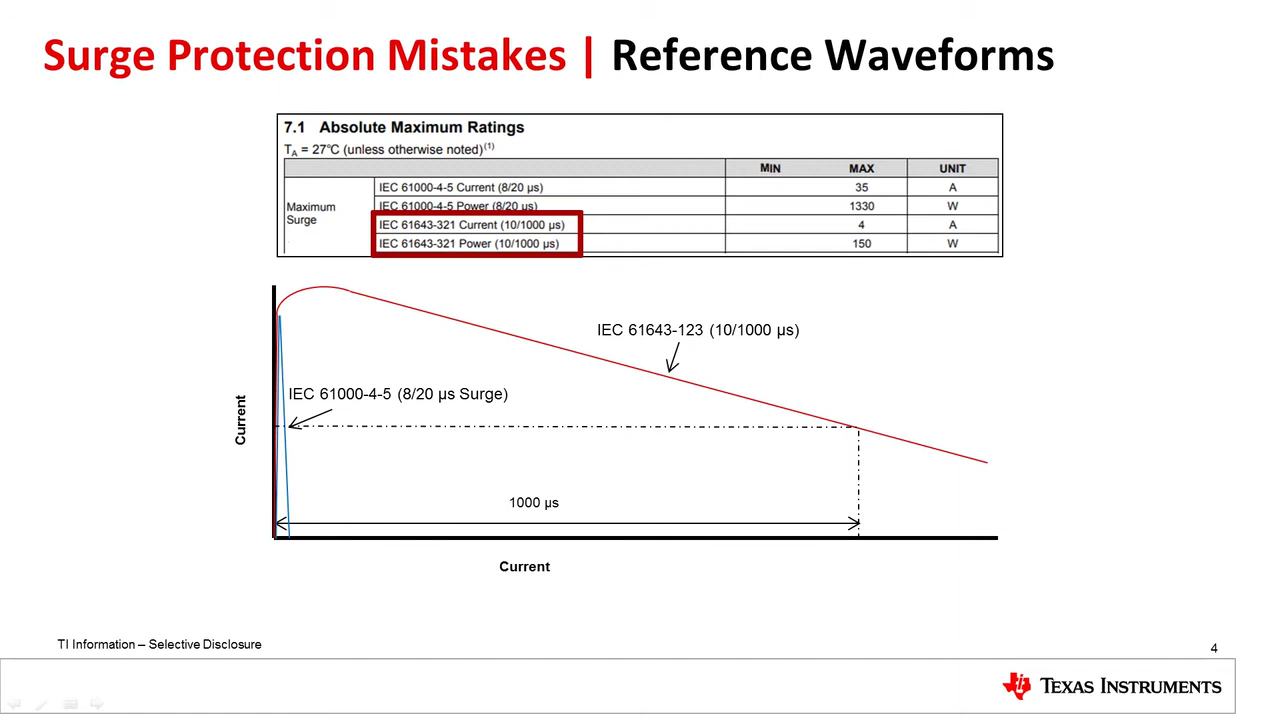 Surge Protection Mistakes | Reference Waveforms
7.1 Absolute Maximum Ratings
TA = 27°C (unless otherwise noted)(1)
MIN MAX UNIT
Maximum Surge
IEC 61000-4-5 Current (8/20 µs) 35 A
IEC 61000-4-5 Power (8/20 µs) 1330 W
IEC 61643-321 Current (10/1000 µs) 4 A
IEC 61643-321 Power (10/1000 µs) 150 W
IEC 61643-123 (10/1000 µs)
IEC 61000-4-5 (8/20 µs Surge)
Current
1000 µs
Current
TI Information – Selective Disclosure
4
TEXAS INSTRUMENTS